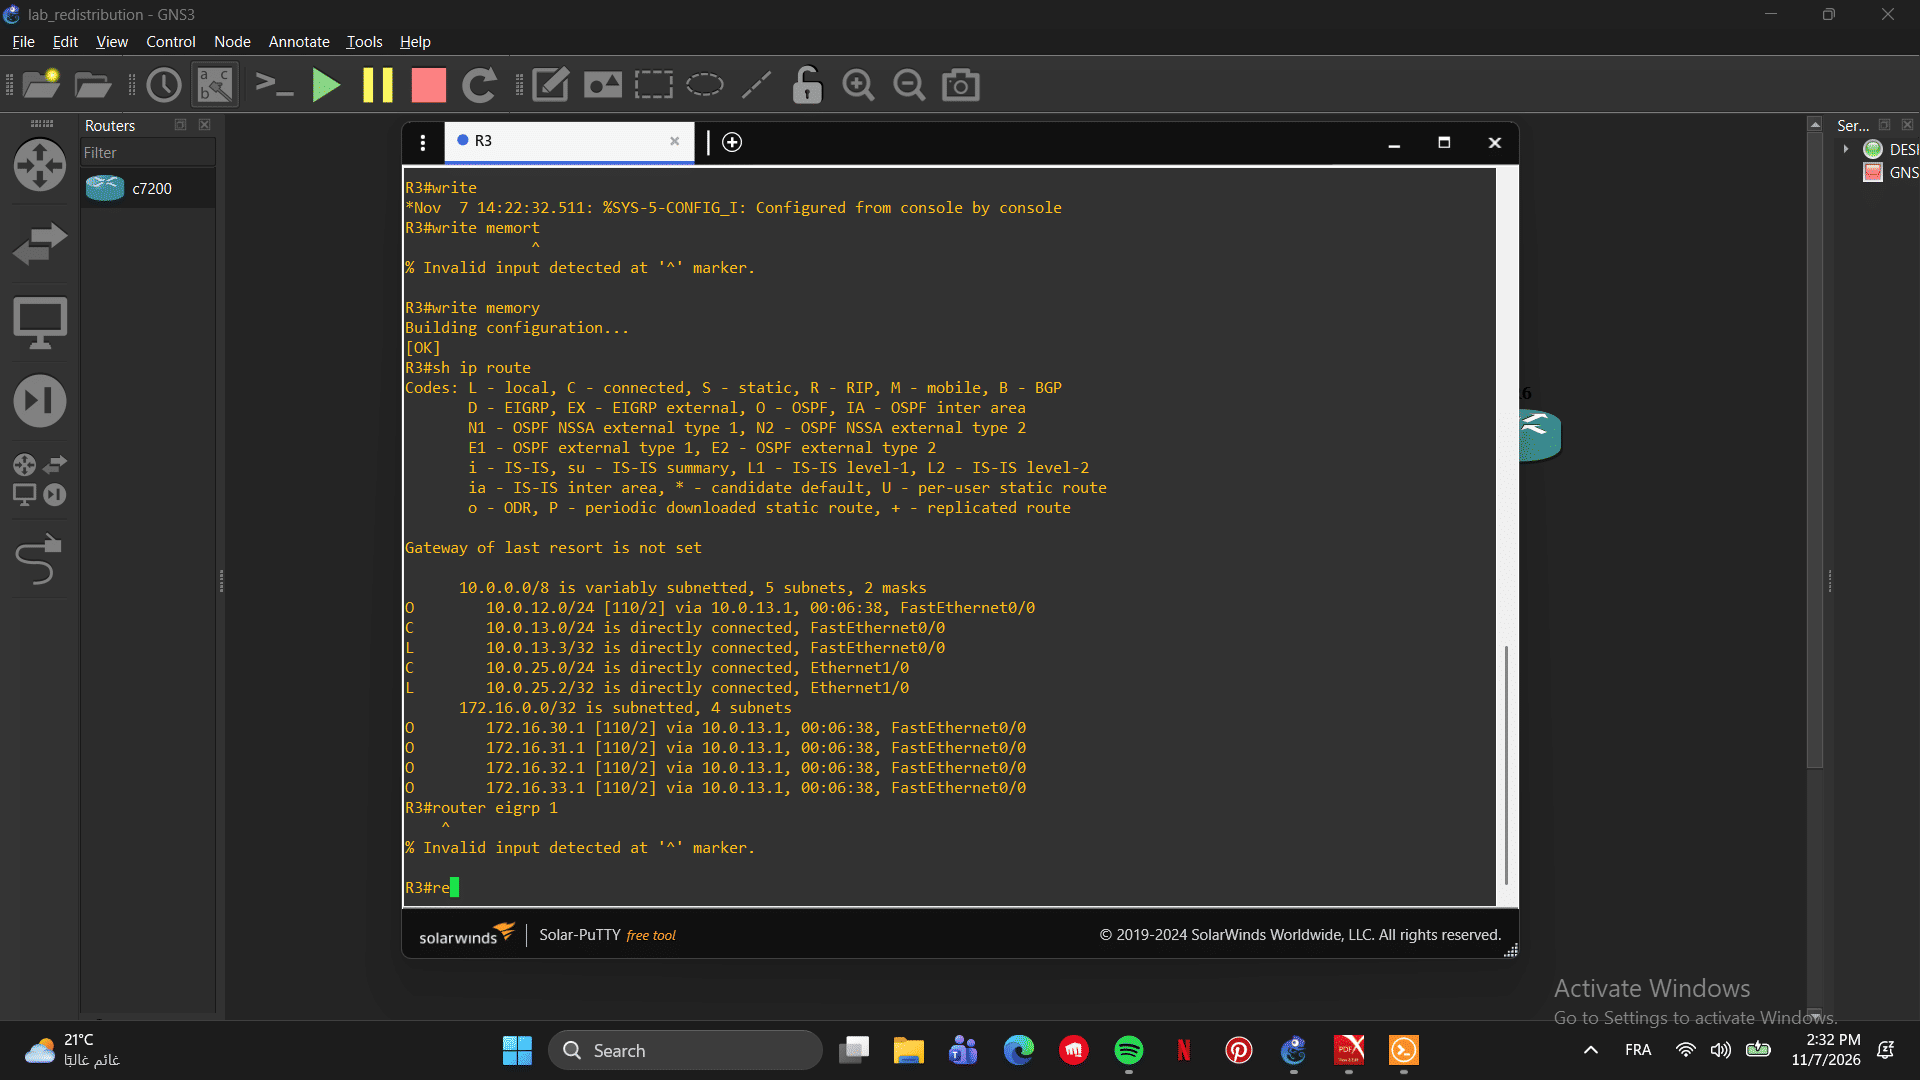 lab_redistribution - GNS3
File Edit View Control Node Annotate Tools Help
Routers
Filter
c7200
R3
R3#write
*Nov  7 14:22:32.511: %SYS-5-CONFIG_I: Configured from console by console
R3#write memort
^
% Invalid input detected at '^' marker.
R3#write memory
Building configuration...
[OK]
R3#sh ip route
Codes: L - local, C - connected, S - static, R - RIP, M - mobile, B - BGP
D - EIGRP, EX - EIGRP external, O - OSPF, IA - OSPF inter area
N1 - OSPF NSSA external type 1, N2 - OSPF NSSA external type 2
E1 - OSPF external type 1, E2 - OSPF external type 2
i - IS-IS, su - IS-IS summary, L1 - IS-IS level-1, L2 - IS-IS level-2
ia - IS-IS inter area, * - candidate default, U - per-user static route
o - ODR, P - periodic downloaded static route, + - replicated route
Gateway of last resort is not set
10.0.0.0/8 is variably subnetted, 5 subnets, 2 masks
O 10.0.12.0/24 [110/2] via 10.0.13.1, 00:06:38, FastEthernet0/0
C 10.0.13.0/24 is directly connected, FastEthernet0/0
L 10.0.13.3/32 is directly connected, FastEthernet0/0
C 10.0.25.0/24 is directly connected, Ethernet1/0
L 10.0.25.2/32 is directly connected, Ethernet1/0
172.16.0.0/32 is subnetted, 4 subnets
O 172.16.30.1 [110/2] via 10.0.13.1, 00:06:38, FastEthernet0/0
O 172.16.31.1 [110/2] via 10.0.13.1, 00:06:38, FastEthernet0/0
O 172.16.32.1 [110/2] via 10.0.13.1, 00:06:38, FastEthernet0/0
O 172.16.33.1 [110/2] via 10.0.13.1, 00:06:38, FastEthernet0/0
R3#router eigrp 1
^
% Invalid input detected at '^' marker.
R3#re
solarwinds Solar-PuTTY free tool
© 2019-2024 SolarWinds Worldwide, LLC. All rights reserved.
Ser...
DESI
GNS
Activate Windows
Go to Settings to activate Windows.
21°C
غائم غالبًا
Search
FRA
2:32 PM
11/7/2026